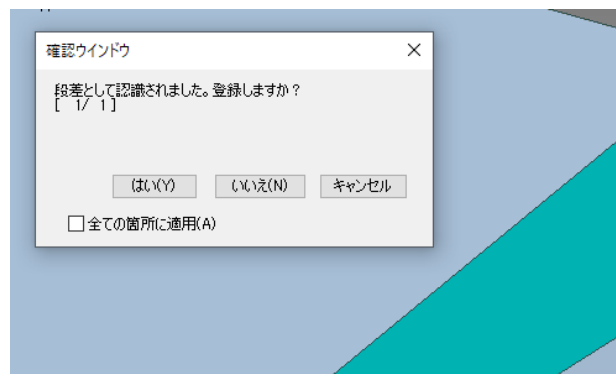 確認ウインドウ
段差として認識されました。登録しますか？
[ 1/ 1]
はい(Y) いいえ(N) キャンセル
全ての箇所に適用(A)